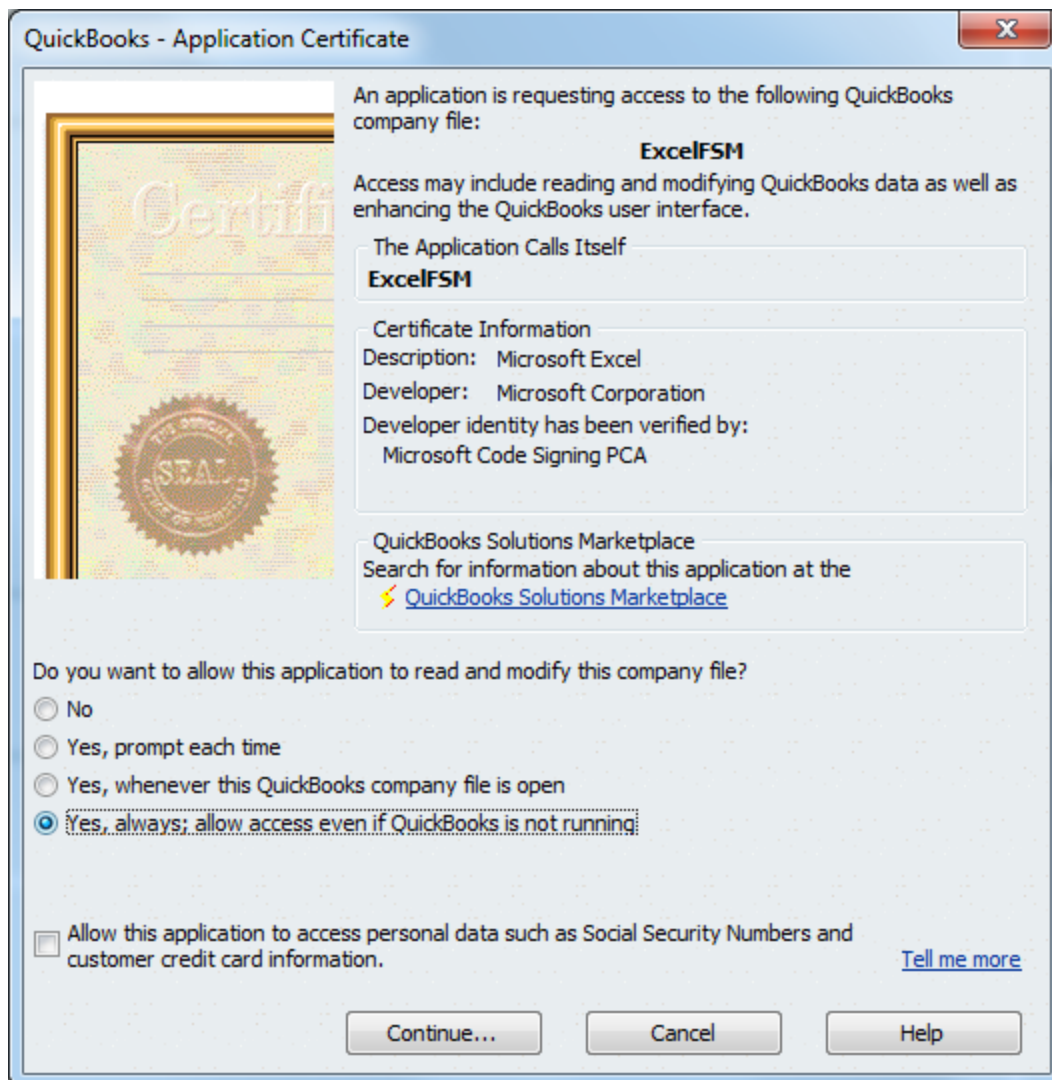 QuickBooks - Application Certificate
An application is requesting access to the following QuickBooks
company file:
ExcelFSM
Access may include reading and modifying QuickBooks data as well as
enhancing the QuickBooks user interface.
The Application Calls Itself
ExcelFSM
Certificate Information
Description: Microsoft Excel
Developer: Microsoft Corporation
Developer identity has been verified by:
Microsoft Code Signing PCA
QuickBooks Solutions Marketplace
Search for information about this application at the
QuickBooks Solutions Marketplace
Certifi
THE OFFICIAL
SEAL
Do you want to allow this application to read and modify this company file?
No
Yes, prompt each time
Yes, whenever this QuickBooks company file is open
Yes, always; allow access even if QuickBooks is not running
Allow this application to access personal data such as Social Security Numbers and
customer credit card information.
Tell me more
Continue...
Cancel
Help